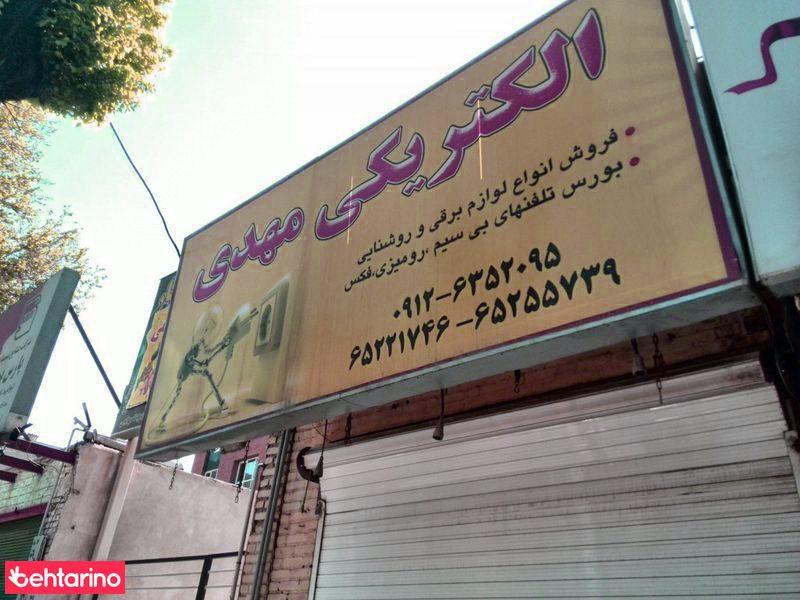 الکتریکی مهدی
• فروش انواع لوازم برقی و روشنایی
• بورس تلفنهای بی سیم ،رومیزی،فکس
۰۹۱۲-۶۳۵۲۰۹۵
۶۵۲۲۱۷۴۶-۶۵۲۵۵۷۳۹
behtarino